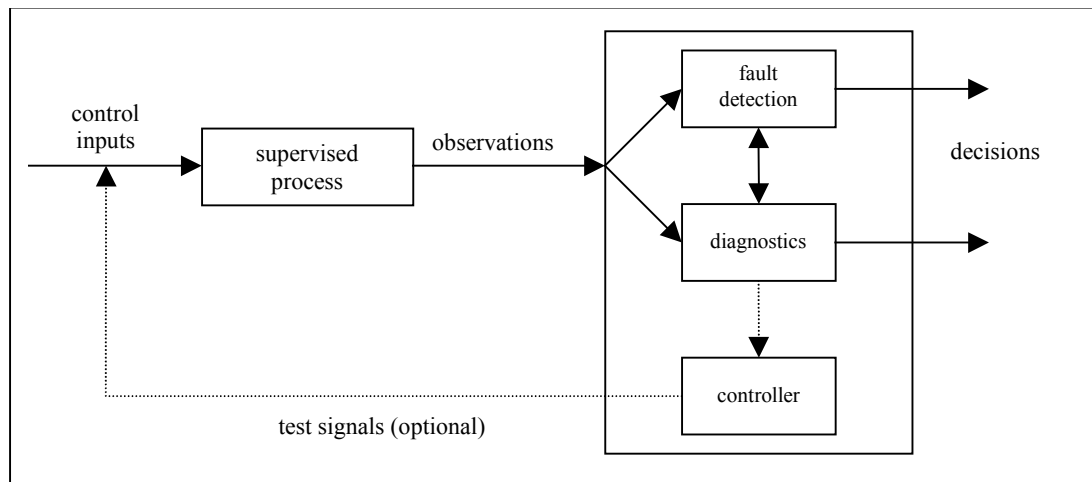 control
inputs
supervised
process
observations
fault
detection
diagnostics
controller
decisions
test signals (optional)